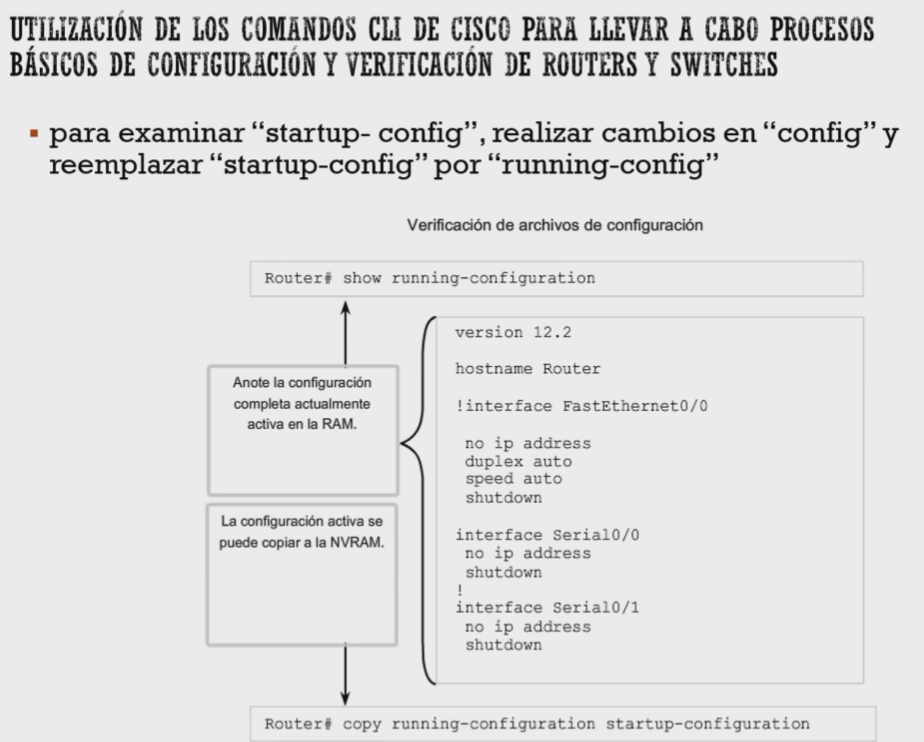 UTILIZACIÓN DE LOS COMANDOS CLI DE CISCO PARA LLEVAR A CABO PROCESOS
BÁSICOS DE CONFIGURACIÓN Y VERIFICACIÓN DE ROUTERS Y SWITCHES
▪ para examinar “startup- config”, realizar cambios en “config” y
reemplazar “startup-config” por “running-config”
Verificación de archivos de configuración
Router# show running-configuration
Anote la configuración
completa actualmente
activa en la RAM.
La configuración activa se
puede copiar a la NVRAM.
version 12.2
hostname Router
!interface FastEthernet0/0
no ip address
duplex auto
speed auto
shutdown
interface Serial0/0
no ip address
shutdown
!
interface Serial0/1
no ip address
shutdown
Router# copy running-configuration startup-configuration